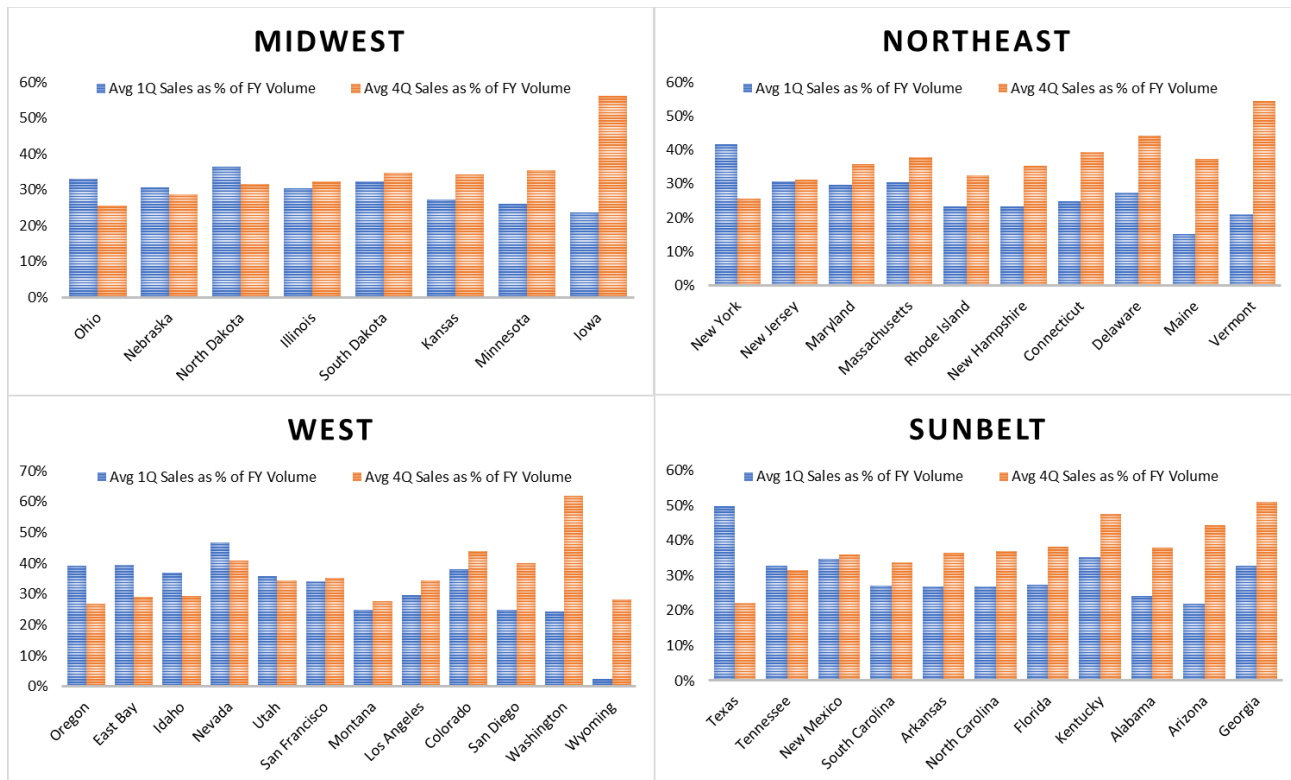 MIDWEST
Avg 1Q Sales as % of FY Volume Avg 4Q Sales as % of FY Volume
60%
50%
40%
30%
20%
10%
0%
Ohio
Nebraska
North Dakota
Illinois
South Dakota
Kansas
Minnesota
Iowa
NORTHEAST
Avg 1Q Sales as % of FY Volume Avg 4Q Sales as % of FY Volume
60%
50%
40%
30%
20%
10%
0%
New York
New Jersey
Maryland
Massachusetts
Rhode Island
New Hampshire
Connecticut
Delaware
Maine
Vermont
WEST
Avg 1Q Sales as % of FY Volume Avg 4Q Sales as % of FY Volume
70%
60%
50%
40%
30%
20%
10%
0%
Oregon
East Bay
Idaho
Nevada
Utah
San Francisco
Montana
Los Angeles
Colorado
San Diego
Washington
Wyoming
SUNBELT
Avg 1Q Sales as % of FY Volume Avg 4Q Sales as % of FY Volume
60%
50%
40%
30%
20%
10%
0%
Texas
Tennessee
New Mexico
South Carolina
Arkansas
North Carolina
Florida
Kentucky
Alabama
Arizona
Georgia